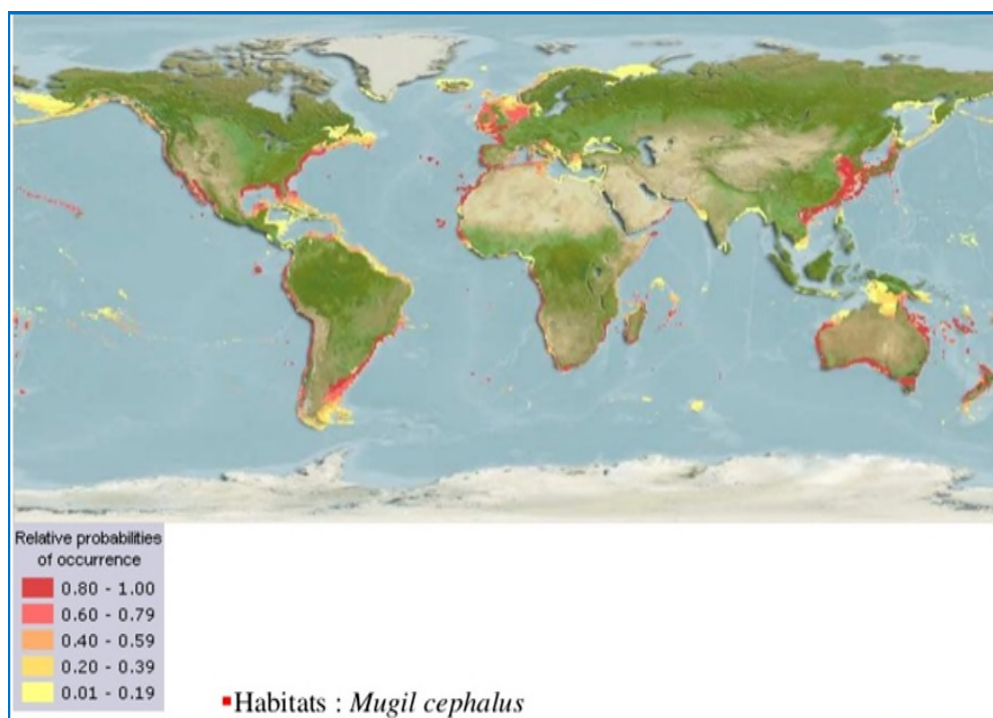 Relative probabilities
of occurrence
0.80 - 1.00
0.60 - 0.79
0.40 - 0.59
0.20 - 0.39
0.01 - 0.19
▪Habitats : Mugil cephalus